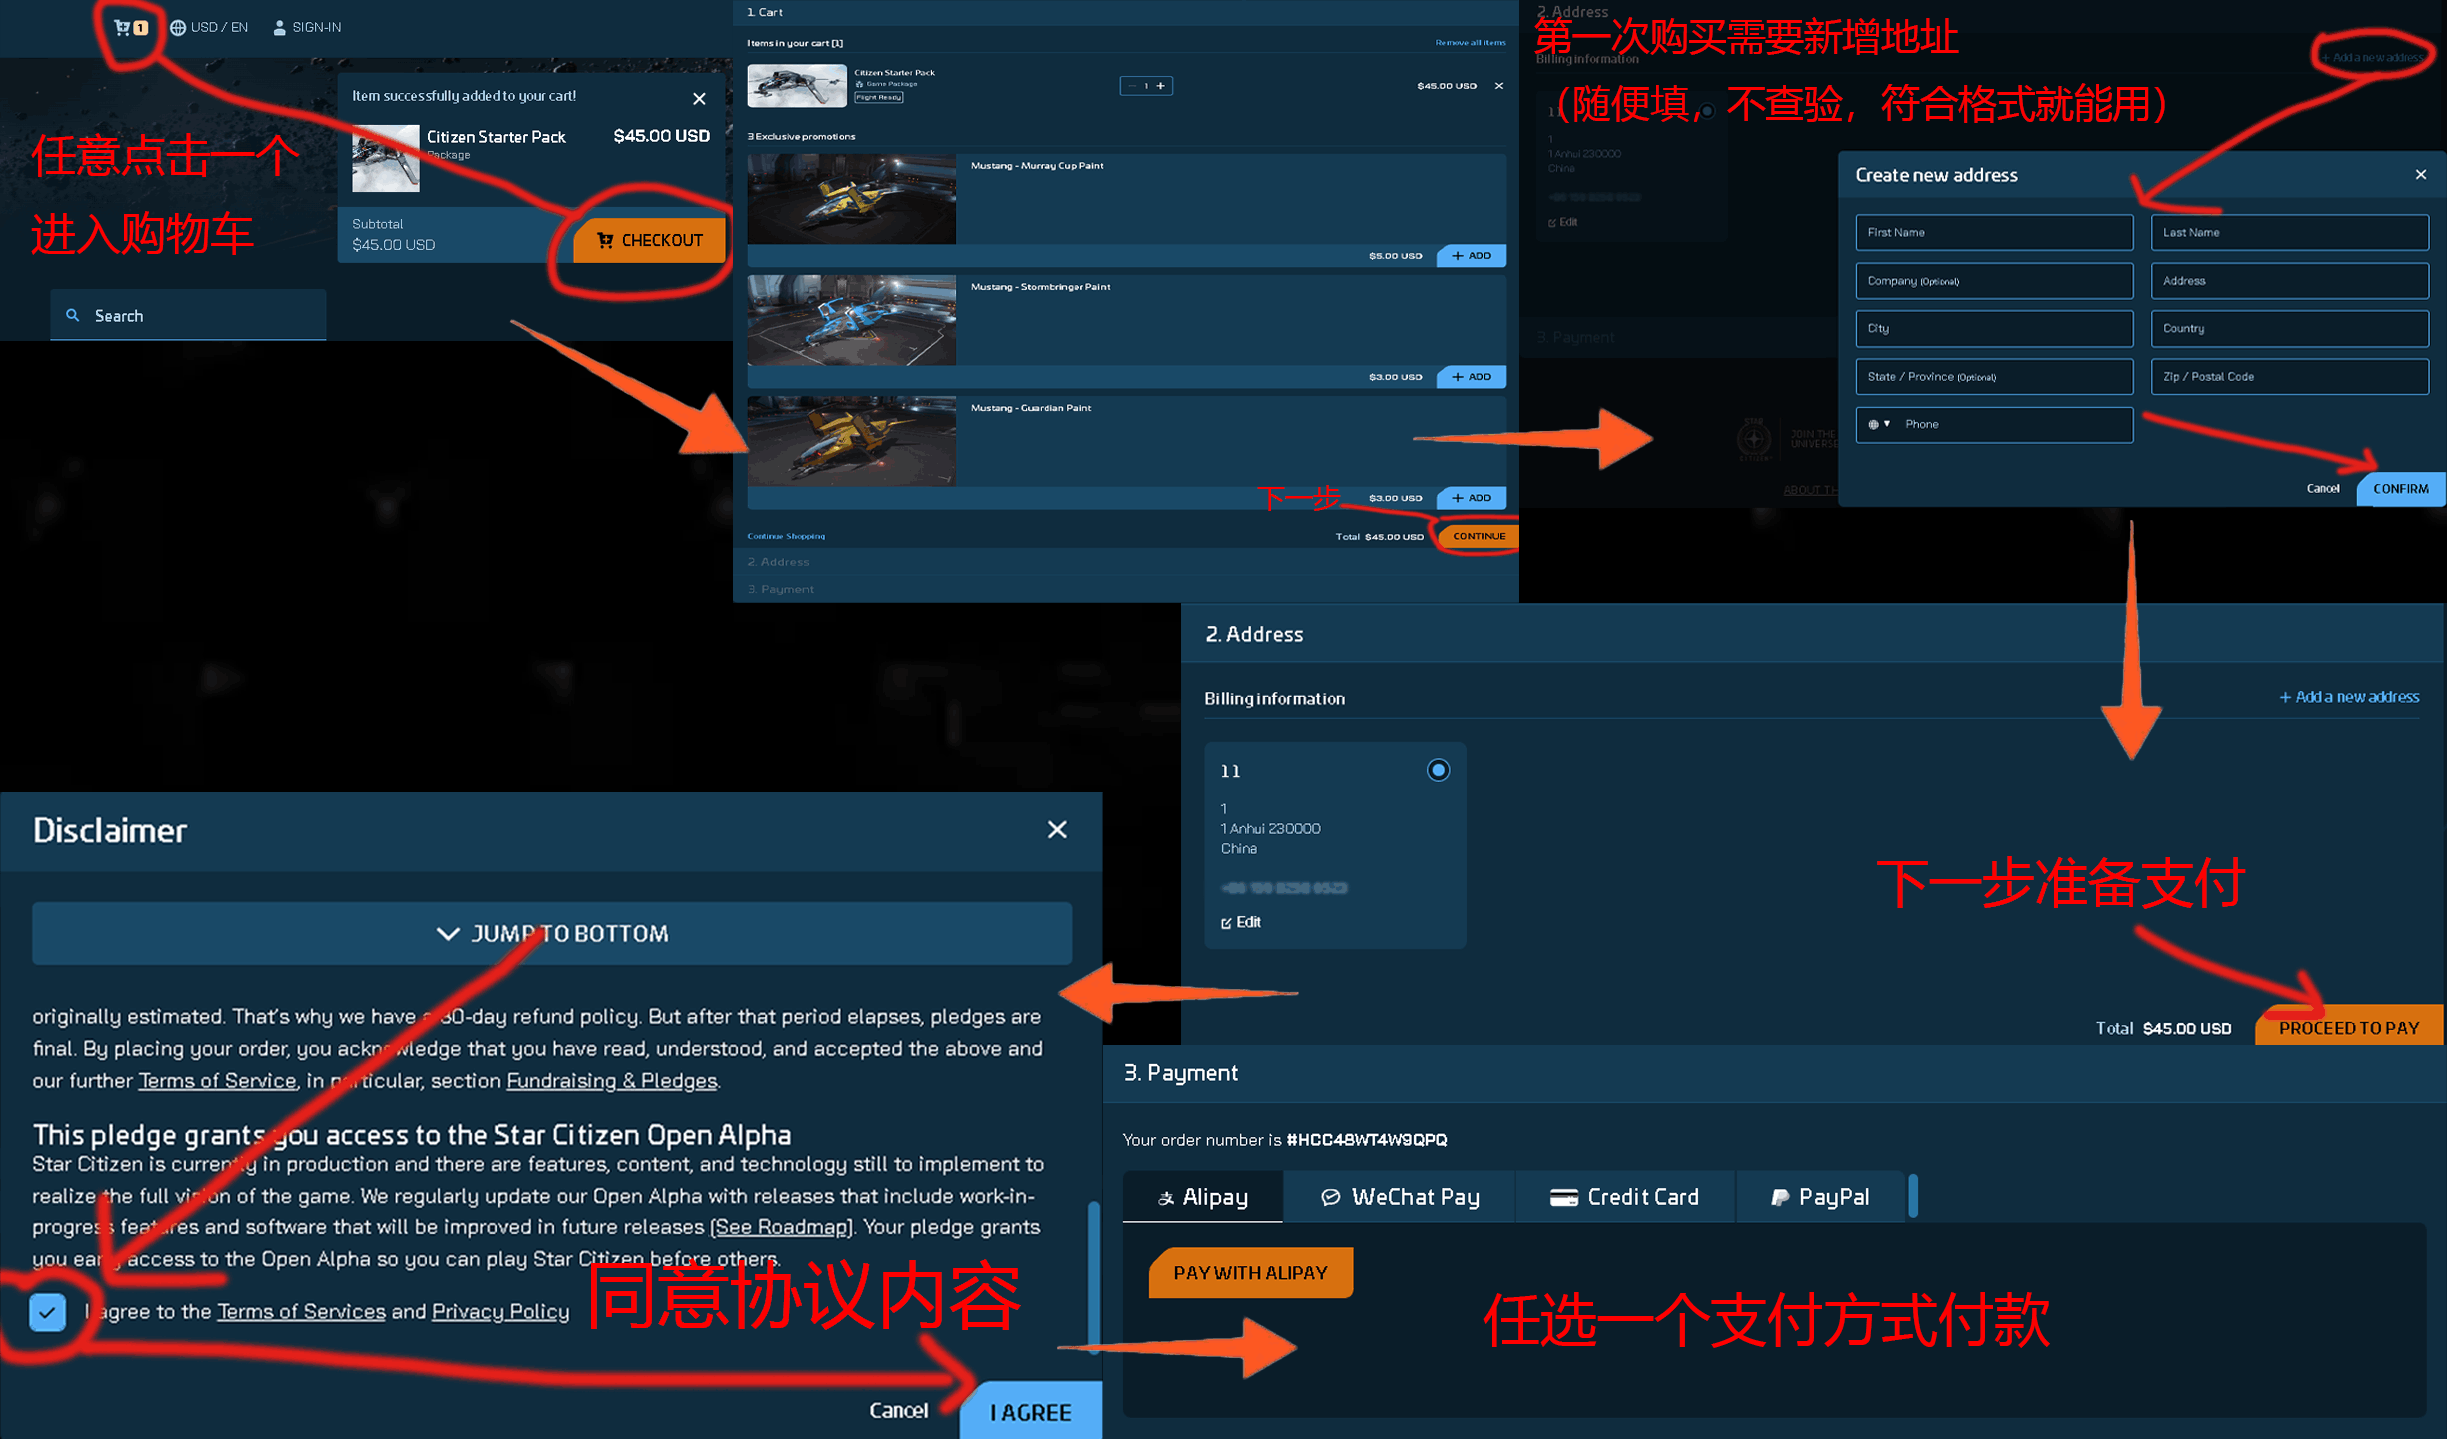 1
USD / EN
SIGN-IN
Item successfully added to your cart!
Citizen Starter Pack
$45.00 USD
Package
任意点击一个
进入购物车
Subtotal
$45.00 USD
CHECKOUT
Search
1. Cart
Items in your cart [1]
Remove all items
Citizen Starter Pack
Game Package
Flight Ready
1
$45.00 USD
3 Exclusive promotions
Mustang - Murray Cup Paint
$5.00 USD
ADD
Mustang - Stormbringer Paint
$3.00 USD
ADD
Mustang - Guardian Paint
下一步
$3.00 USD
ADD
Continue Shopping
Total $45.00 USD
CONTINUE
2. Address
3. Payment
2. Address
第一次购买需要新增地址
Billing information
+ Add a new address
（随便填，不查验，符合格式就能用）
11
1
1 Anhui 230000
China
Edit
3. Payment
STAR
CITIZEN
JOIN THE
UNIVERSE
ABOUT TH
Create new address
First Name
Last Name
Company (Optional)
Address
City
Country
State / Province (Optional)
Zip / Postal Code
Phone
Cancel
CONFIRM
2. Address
Billing information
+ Add a new address
11
1
1 Anhui 230000
China
Edit
下一步准备支付
Total $45.00 USD
PROCEED TO PAY
Disclaimer
JUMP TO BOTTOM
originally estimated. That's why we have a 30-day refund policy. But after that period elapses, pledges are
final. By placing your order, you acknowledge that you have read, understood, and accepted the above and
our further Terms of Service, in particular, section Fundraising & Pledges.
This pledge grants you access to the Star Citizen Open Alpha
Star Citizen is currently in production and there are features, content, and technology still to implement to
realize the full vision of the game. We regularly update our Open Alpha with releases that include work-in-
progress features and software that will be improved in future releases (See Roadmap). Your pledge grants
you early access to the Open Alpha so you can play Star Citizen before others.
I agree to the Terms of Services and Privacy Policy
同意协议内容
Cancel
I AGREE
3. Payment
Your order number is #HCC48WT4W9QPQ
Alipay
WeChat Pay
Credit Card
PayPal
PAY WITH ALIPAY
任选一个支付方式付款